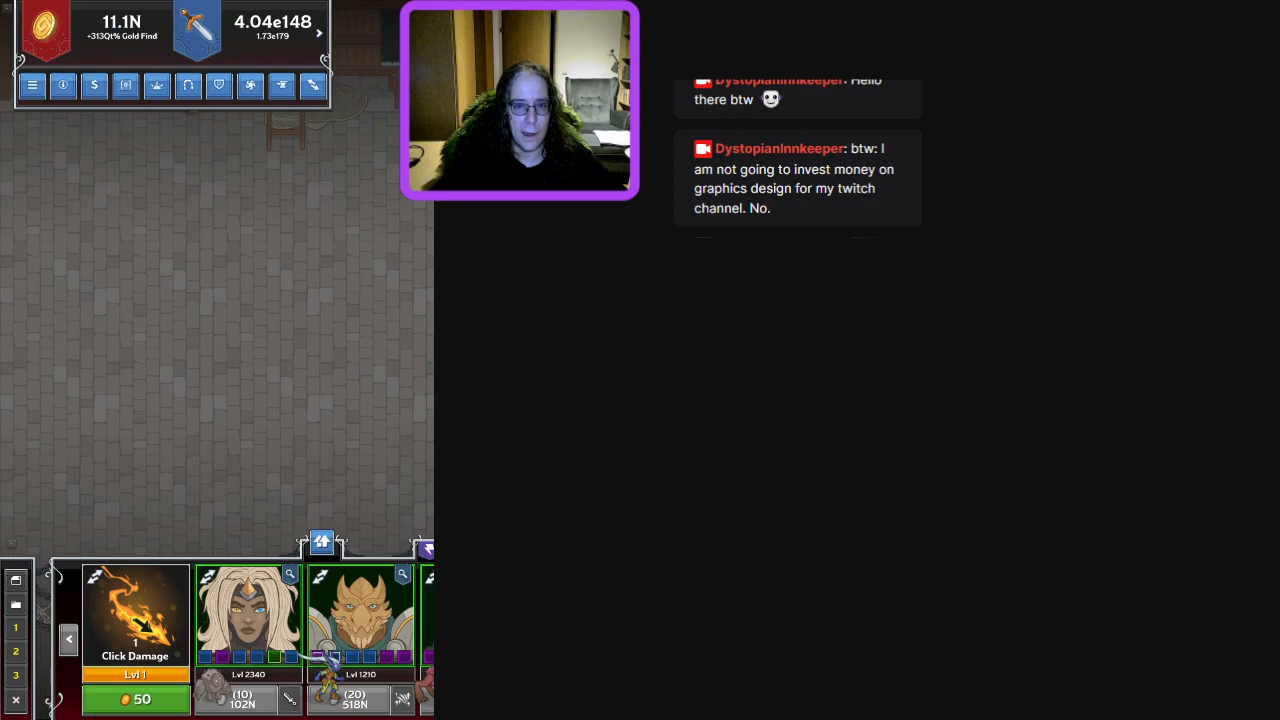 11.1N
+313Qt% Gold Find
4.04e148
1.73e179
DystopianInnkeeper: Hello
there btw
DystopianInnkeeper: btw: I
am not going to invest money on
graphics design for my twitch
channel. No.
1
2
3
1
Click Damage
Lvl 1
50
Lvl 2340
(10)
102N
Lvl 1210
(20)
518N